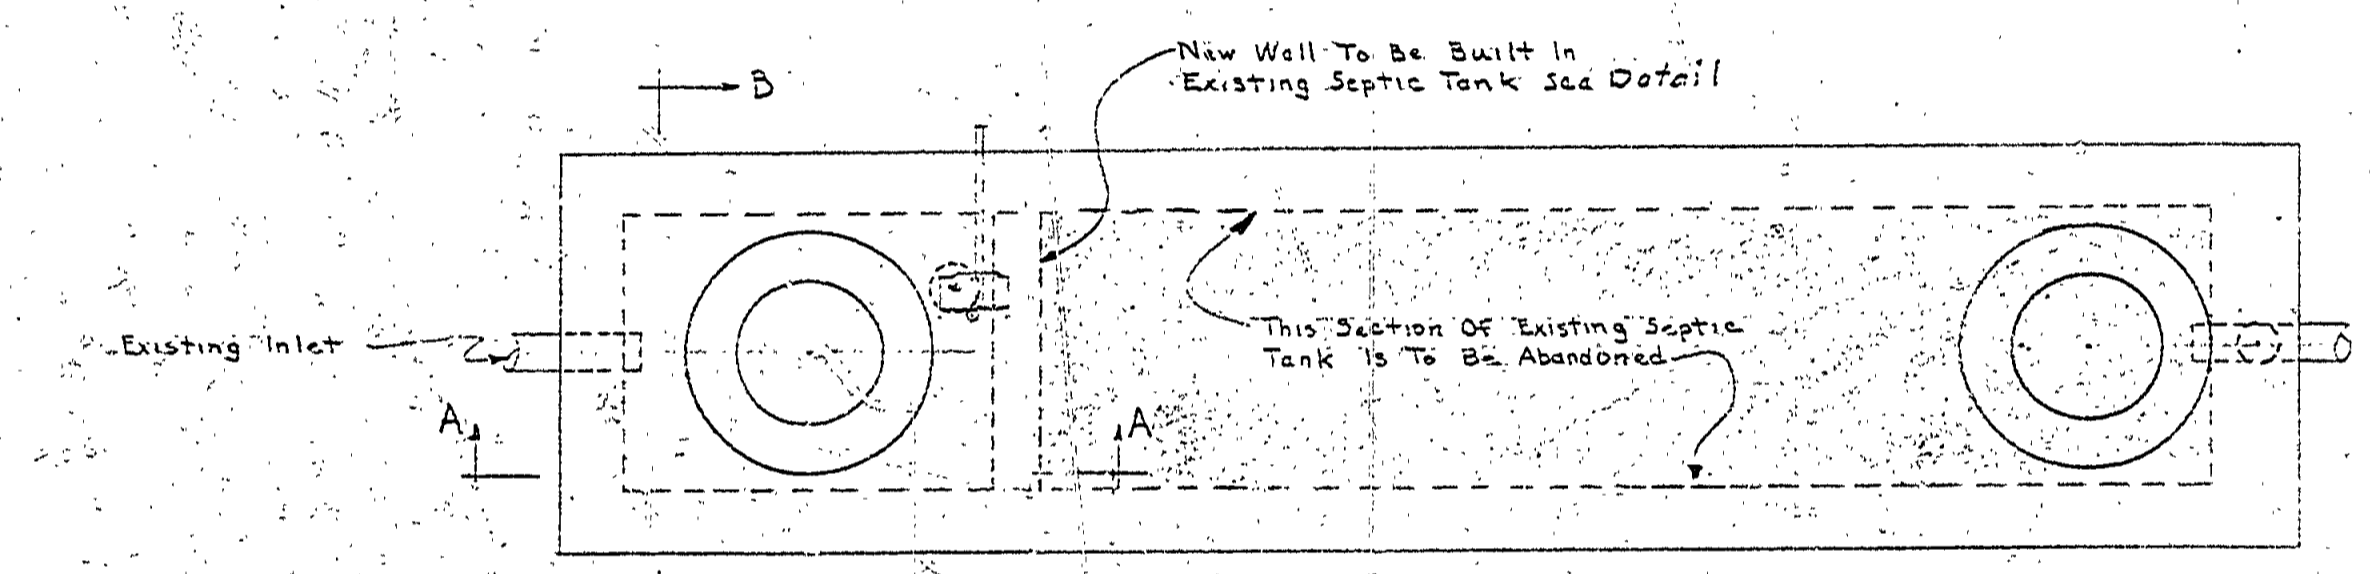 New Wall To Be Built In
Existing Septic Tank See Detail
B
This Section Of Existing Septic
Tank Is To Be Abandoned
Existing Inlet
A
A